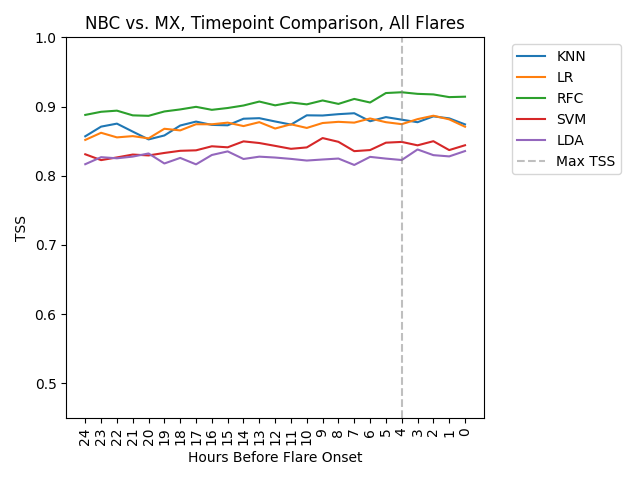 NBC vs. MX, Timepoint Comparison, All Flares
1.0
0.9
0.8
0.7
0.6
0.5
TSS
24 23 22 21 20 19 18 17 16 15 14 13 12 11 10 9 8 7 6 5 4 3 2 1 0
Hours Before Flare Onset
KNN
LR
RFC
SVM
LDA
Max TSS